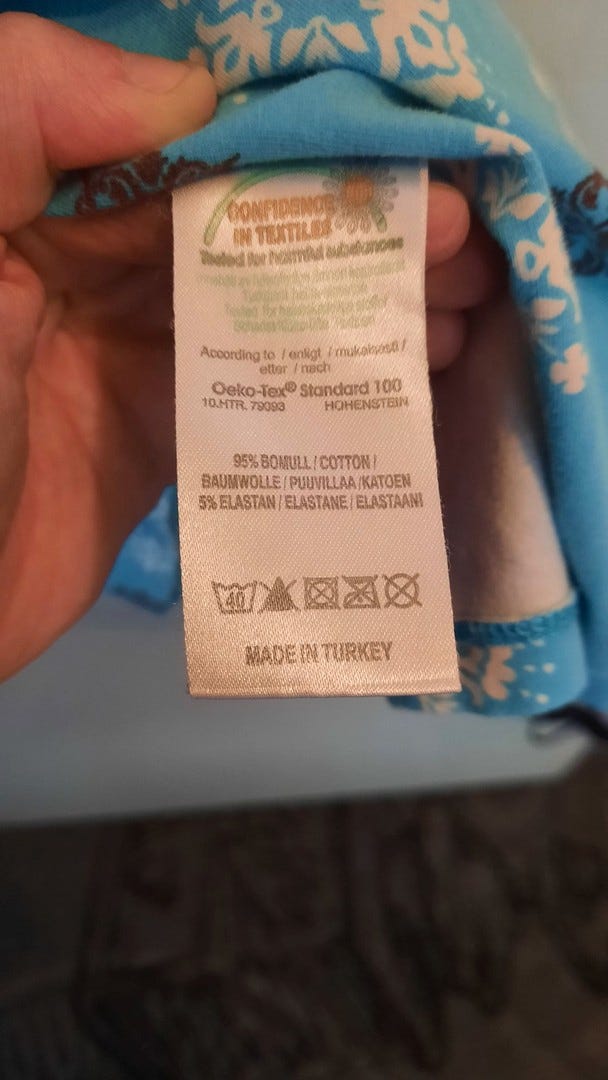 CONFIDENCE
IN TEXTILES
Tested for harmful substances
According to / enligt / mukaisesti /
etter / nach
Oeko-Tex® Standard 100
10.HTR. 79093 HOHENSTEIN
95% BOMULL / COTTON /
BAUMWOLLE / PUUVILLAA /KATOEN
5% ELASTAN / ELASTANE / ELASTAANI
40
MADE IN TURKEY